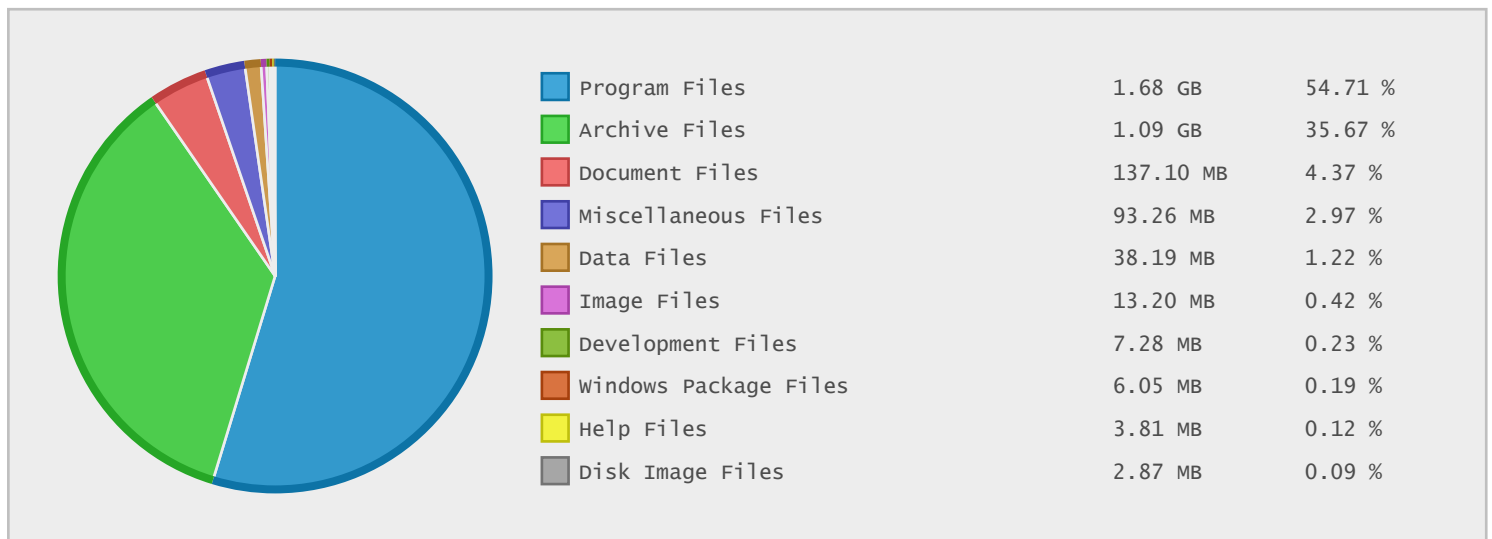 Program Files 1.68 GB 54.71 %
Archive Files 1.09 GB 35.67 %
Document Files 137.10 MB 4.37 %
Miscellaneous Files 93.26 MB 2.97 %
Data Files 38.19 MB 1.22 %
Image Files 13.20 MB 0.42 %
Development Files 7.28 MB 0.23 %
Windows Package Files 6.05 MB 0.19 %
Help Files 3.81 MB 0.12 %
Disk Image Files 2.87 MB 0.09 %